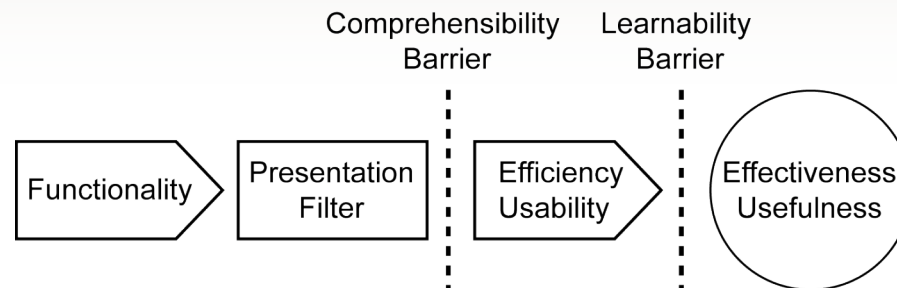 Comprehensibility
Barrier
Learnability
Barrier
Functionality
Presentation
Filter
Efficiency
Usability
Effectiveness
Usefulness